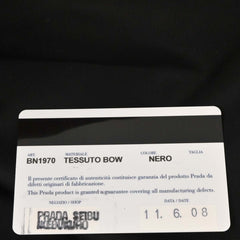 ART. MATERIALE COLORE TAGLIA
BN1970 TESSUTO BOW NERO
Il presente certificato di autenticità costituisce garanzia del prodotto Prada da
difetti originari di fabbricazione.
This Prada product is granted a guarantee covering all manufacturing defects.
NEGOZIO / SHOP DATA / DATE
PRADA SEIBU 11.6.08
IKEBUKURO